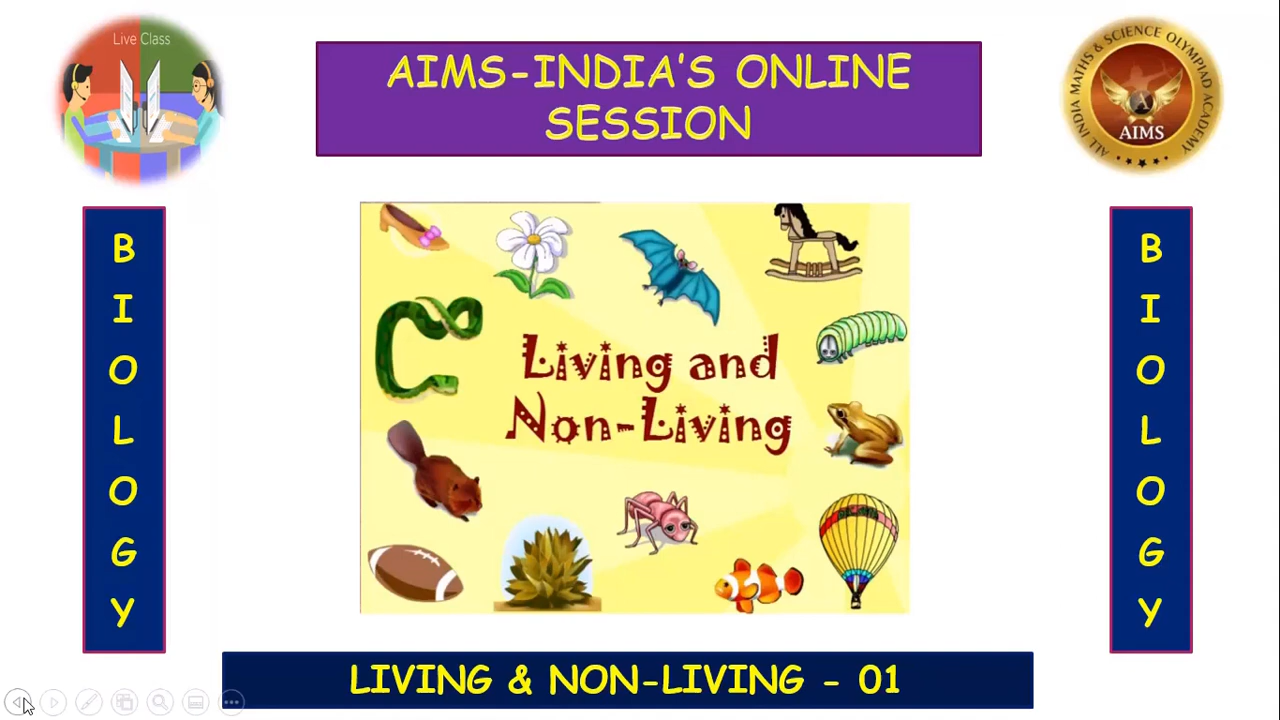 Live Class
AIMS-INDIA'S ONLINE
SESSION
ALL INDIA MATHS & SCIENCE OLYMPIAD ACADEMY
A
AIMS
B
I
O
L
O
G
Y
Living and
Non-Living
B
I
O
L
O
G
Y
LIVING & NON-LIVING - 01